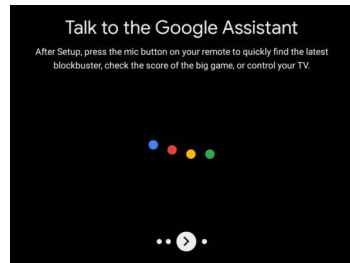 Talk to the Google Assistant
After Setup, press the mic button on your remote to quickly find the latest
blockbuster, check the score of the big game, or control your TV.